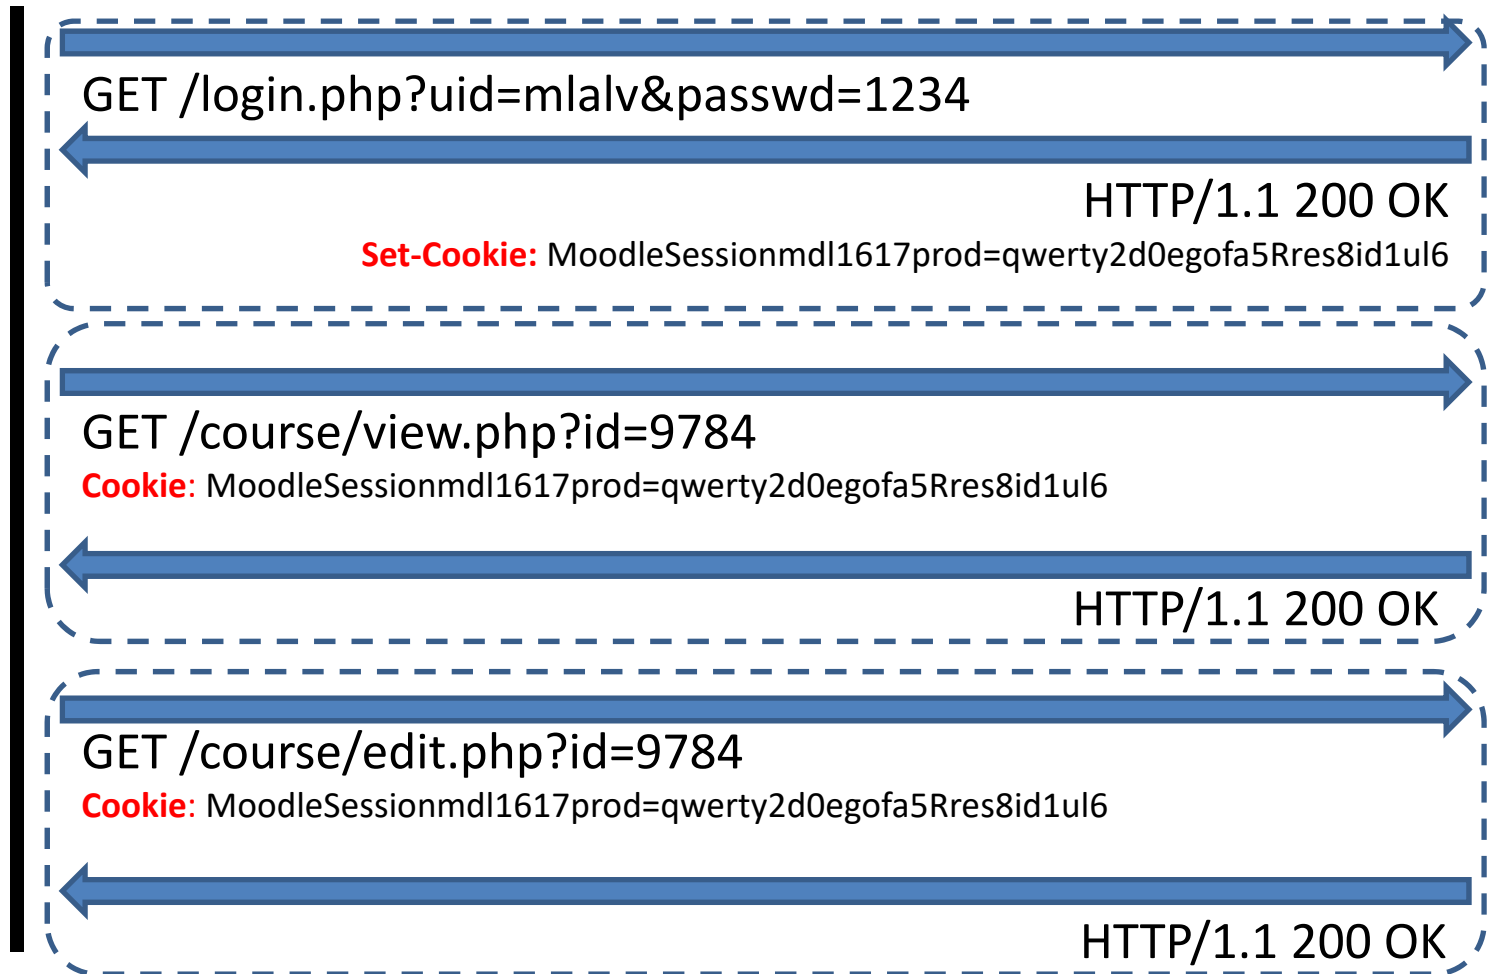 GET /login.php?uid=mlalv&passwd=1234
HTTP/1.1 200 OK
Set-Cookie: MoodleSessionmdl1617prod=qwerty2d0egofa5Rres8id1ul6
GET /course/view.php?id=9784
Cookie: MoodleSessionmdl1617prod=qwerty2d0egofa5Rres8id1ul6
HTTP/1.1 200 OK
GET /course/edit.php?id=9784
Cookie: MoodleSessionmdl1617prod=qwerty2d0egofa5Rres8id1ul6
HTTP/1.1 200 OK